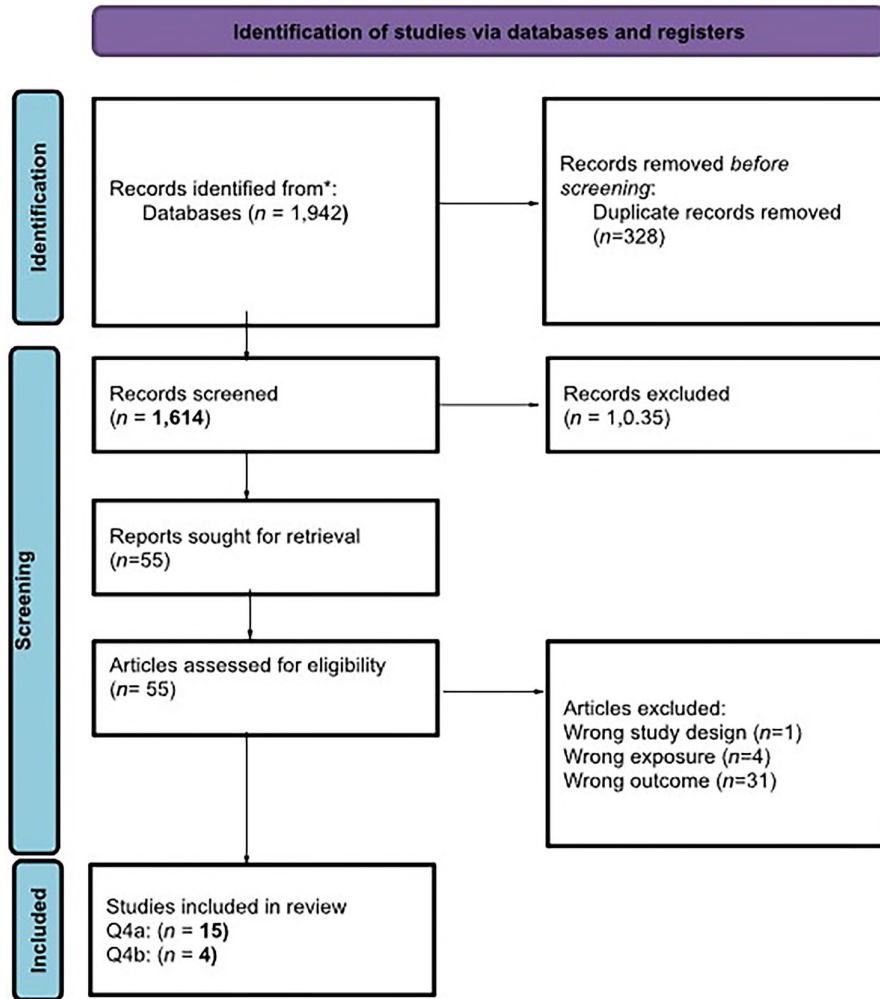 Identification of studies via databases and registers
Identification
Records identified from*:
Databases (n = 1,942)
Records removed before
screening:
Duplicate records removed
(n=328)
Screening
Records screened
(n = 1,614)
Records excluded
(n = 1,0.35)
Reports sought for retrieval
(n=55)
Articles assessed for eligibility
(n= 55)
Articles excluded:
Wrong study design (n=1)
Wrong exposure (n=4)
Wrong outcome (n=31)
Included
Studies included in review
Q4a: (n = 15)
Q4b: (n = 4)